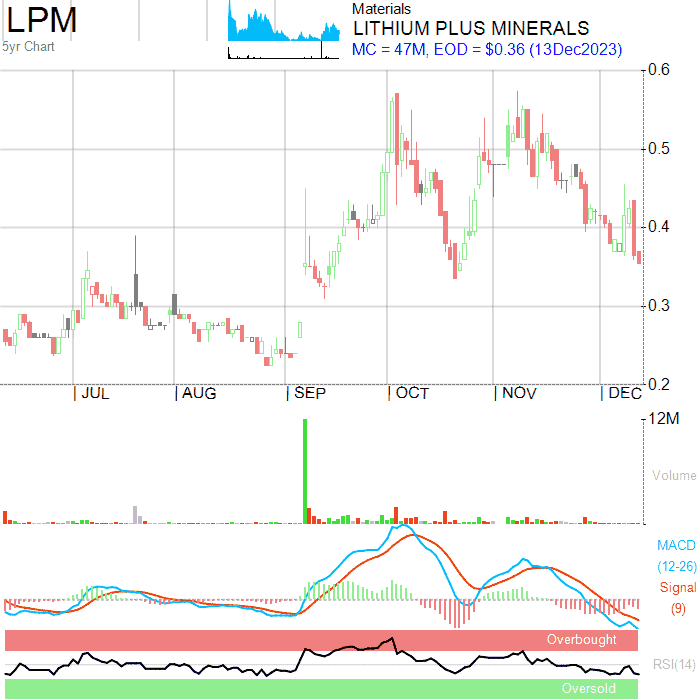 LPM
5yr Chart
Materials
LITHIUM PLUS MINERALS
MC = 47M, EOD = $0.36 (13Dec2023)
0.6
0.5
0.4
0.3
0.2
JUL AUG SEP OCT NOV DEC
12M
Volume
MACD
(12-26)
Signal
(9)
Overbought
RSI(14)
Oversold